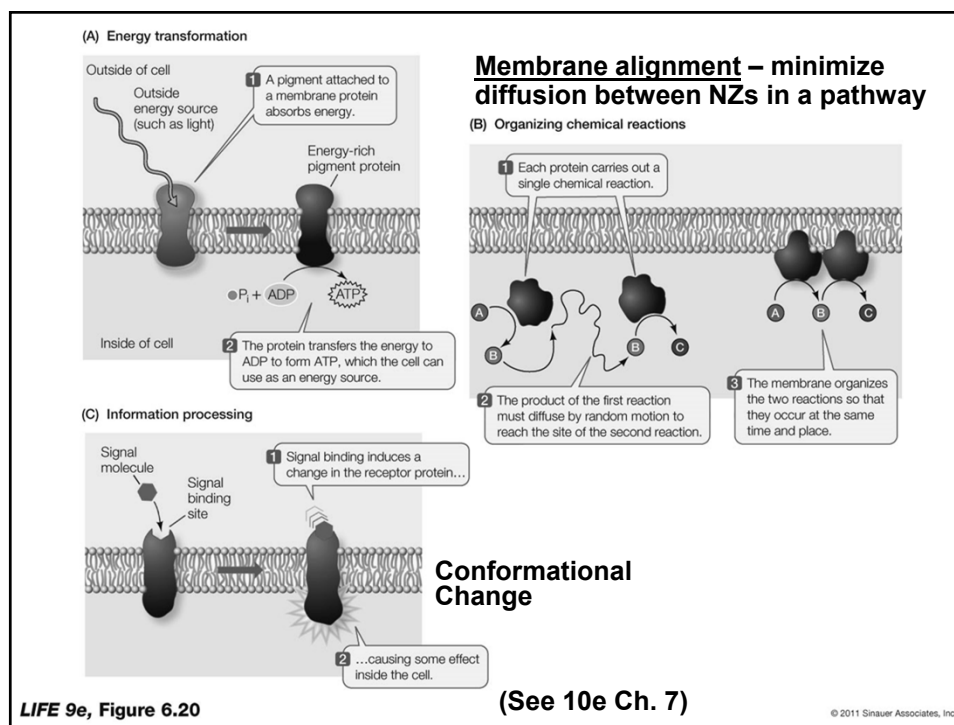 (A) Energy transformation
Outside of cell
Outside
energy source
(such as light)
1 A pigment attached to
a membrane protein
absorbs energy.
Energy-rich
pigment protein
Pi + ADP
ATP
Inside of cell
2 The protein transfers the energy to
ADP to form ATP, which the cell can
use as an energy source.
Membrane alignment – minimize
diffusion between NZs in a pathway
(B) Organizing chemical reactions
1 Each protein carries out a
single chemical reaction.
A
B
B
C
A
B
C
2 The product of the first reaction
must diffuse by random motion to
reach the site of the second reaction.
3 The membrane organizes
the two reactions so that
they occur at the same
time and place.
(C) Information processing
Signal
molecule
Signal
binding
site
1 Signal binding induces a
change in the receptor protein…
2 …causing some effect
inside the cell.
Conformational
Change
(See 10e Ch. 7)
LIFE 9e, Figure 6.20
© 2011 Sinauer Associates, Inc